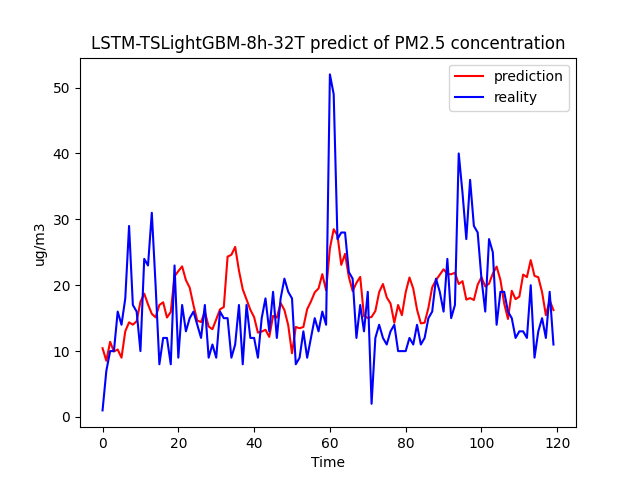 LSTM-TSLightGBM-8h-32T predict of PM2.5 concentration
prediction
reality
50
40
30
20
10
0
ug/m3
0 20 40 60 80 100 120
Time